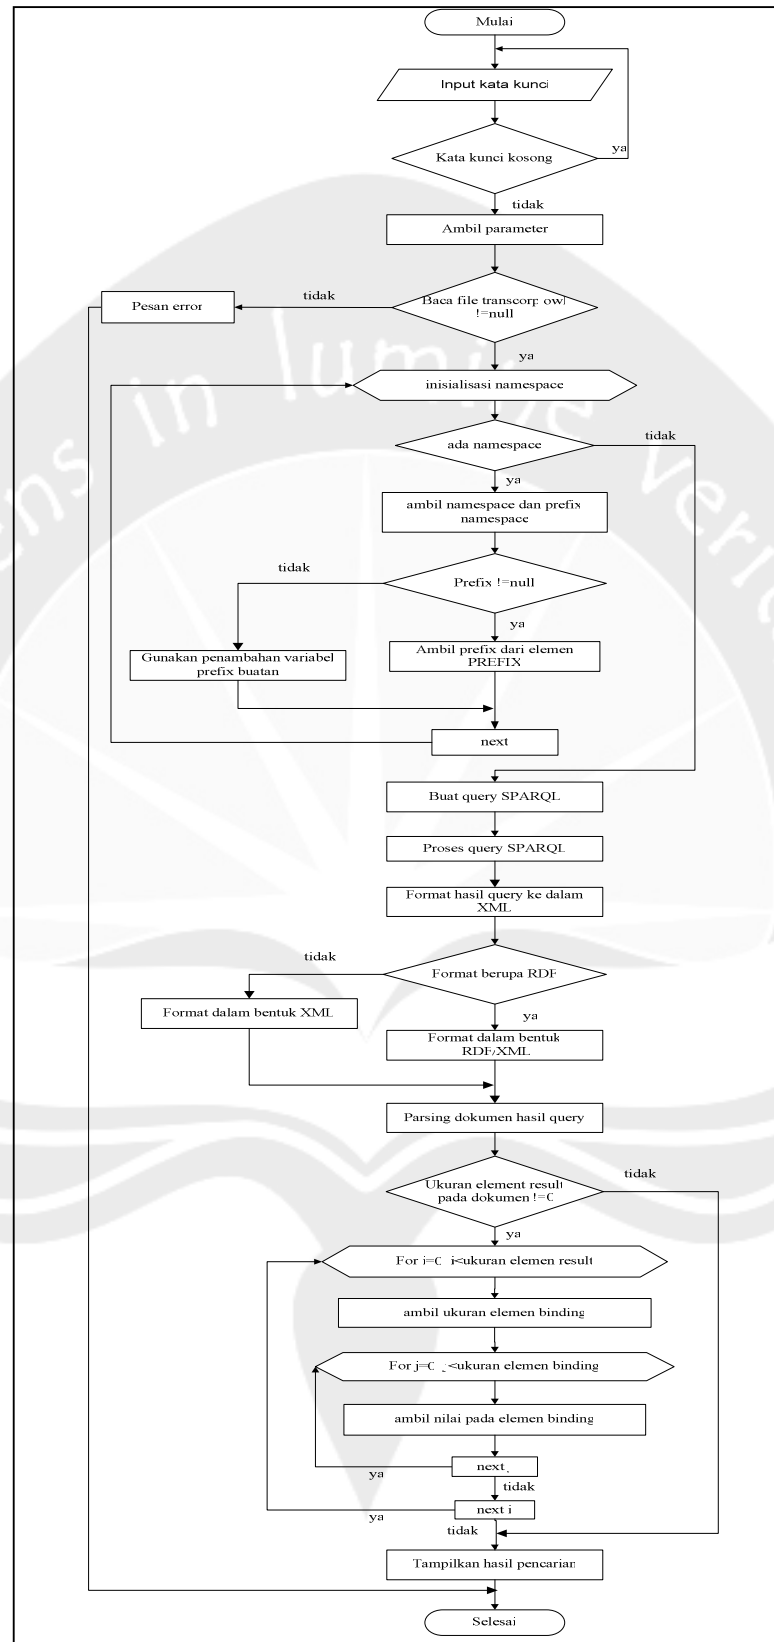 Mulai
Input kata kunci
Kata kunci kosong
ya
tidak
Ambil parameter
Baca file transcorp owl
!=null
tidak
Pesan error
ya
inisialisasi namespace
ada namespace
tidak
ya
ambil namespace dan prefix
namespace
Prefix !=null
tidak
ya
Gunakan penambahan variabel
prefix buatan
Ambil prefix dari elemen
PREFIX
next
Buat query SPARQL
Proses query SPARQL
Format hasil query ke dalam
XML
Format berupa RDF
tidak
Format dalam bentuk XML
ya
Format dalam bentuk
RDF/XML
Parsing dokumen hasil query
Ukuran element result
pada dokumen !=0
tidak
ya
For i=0 i<ukuran elemen result
ambil ukuran elemen binding
For j=0 j<ukuran elemen binding
ambil nilai pada elemen binding
next j
ya
tidak
next i
ya
tidak
Tampilkan hasil pencarian
Selesai
in lumine